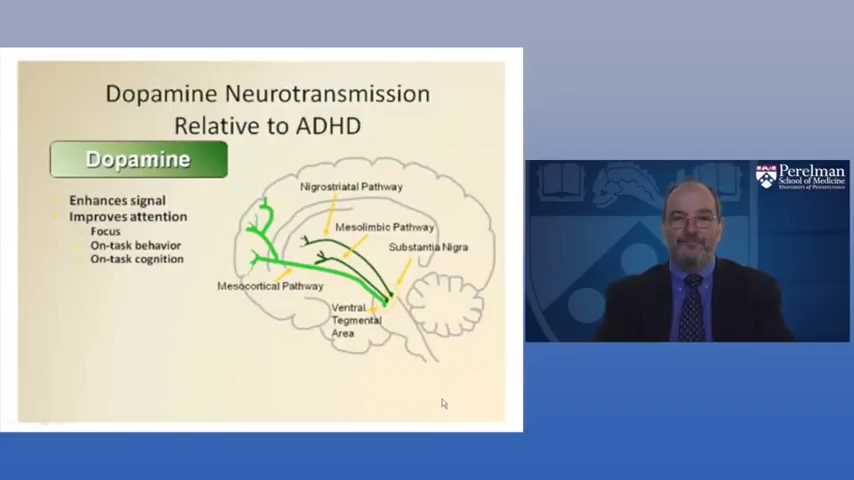 Dopamine Neurotransmission
Relative to ADHD
Dopamine
Enhances signal
Improves attention
Focus
On-task behavior
On-task cognition
Nigrostriatal Pathway
Mesolimbic Pathway
Substantia Nigra
Mesocortical Pathway
Ventral
Tegmental
Area
Perelman
School of Medicine
University of Pennsylvania